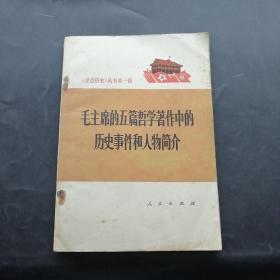 《学点历史》丛书第一辑
毛主席的五篇哲学著作中的
历史事件和人物简介
人民出版社